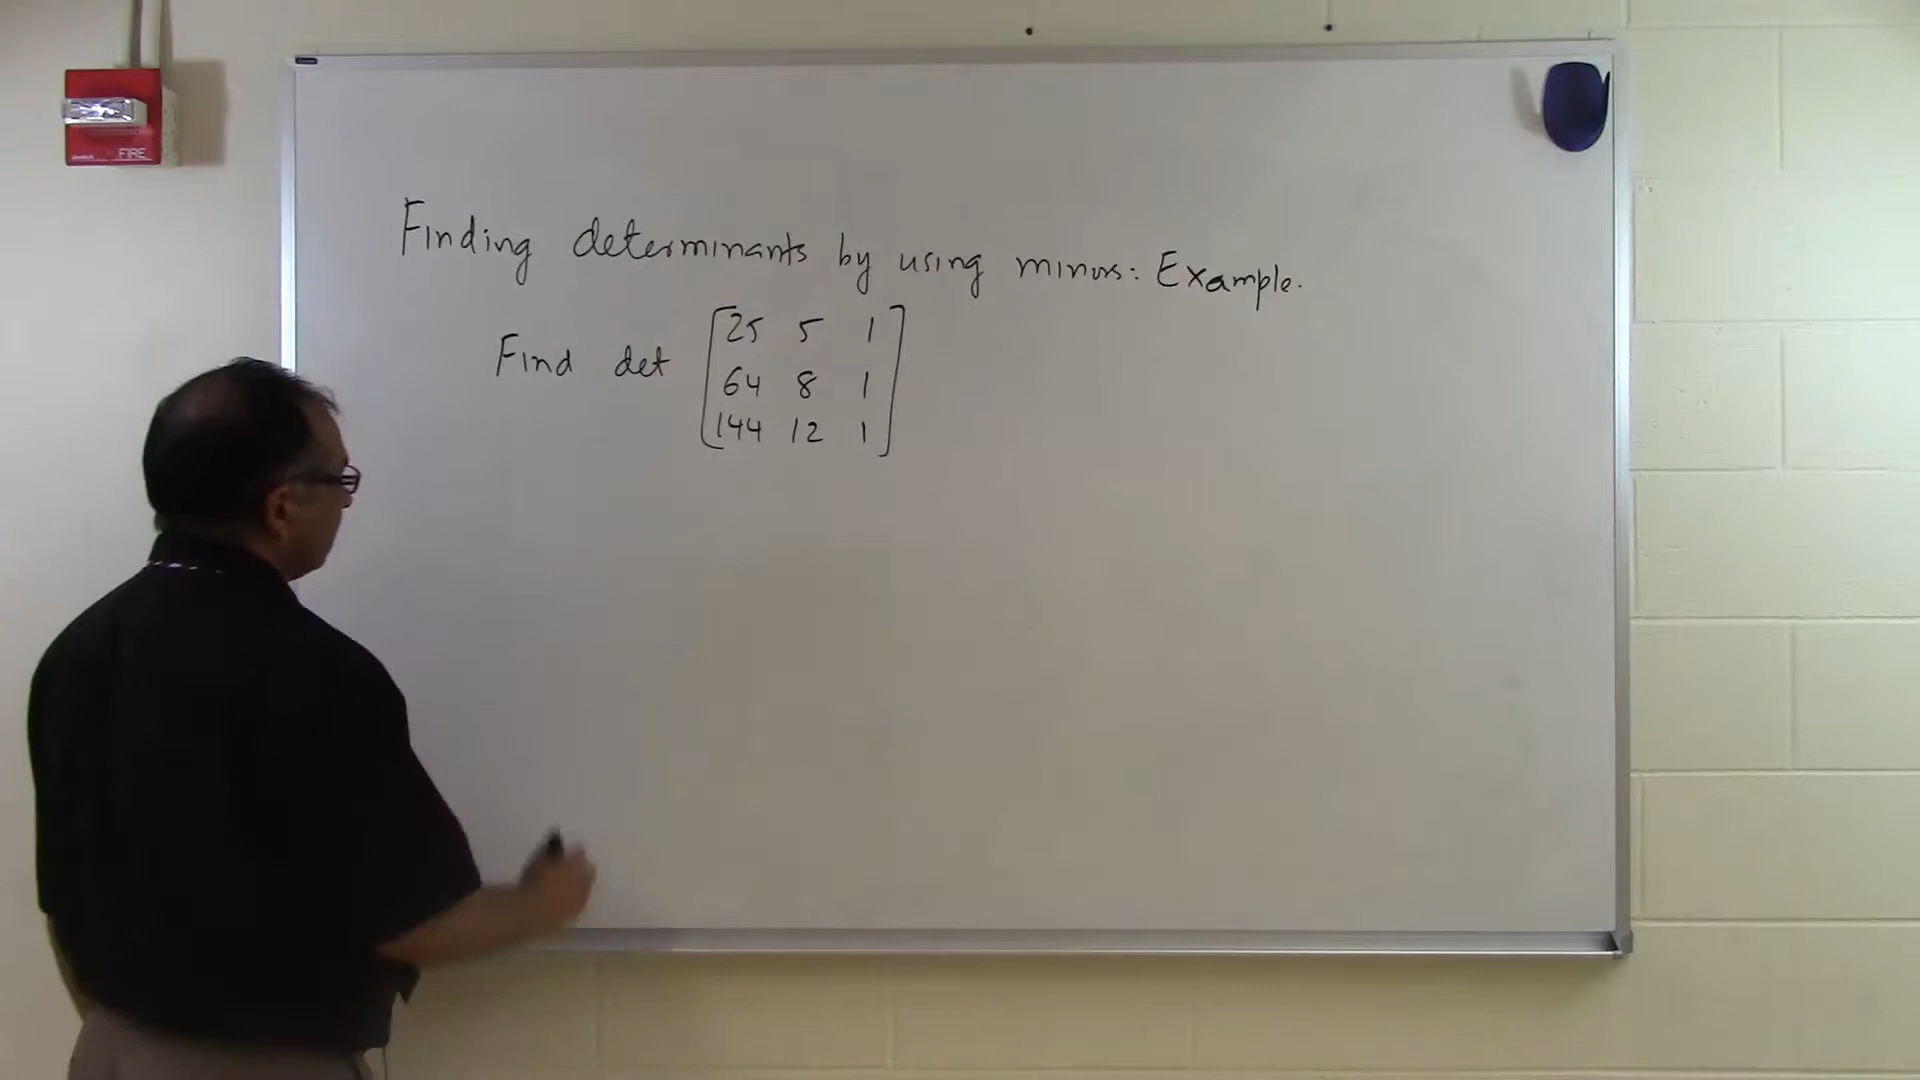 FIRE
Finding determinants by using minors: Example.
Find det [25 5 1
64 8 1
144 12 1]